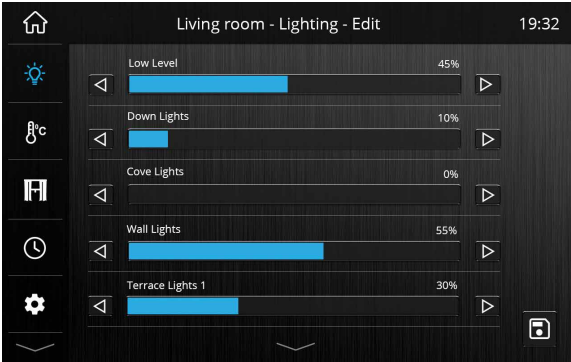 Living room - Lighting - Edit
19:32
Low Level 45%
Down Lights 10%
°C
Cove Lights 0%
Wall Lights 55%
Terrace Lights 1 30%